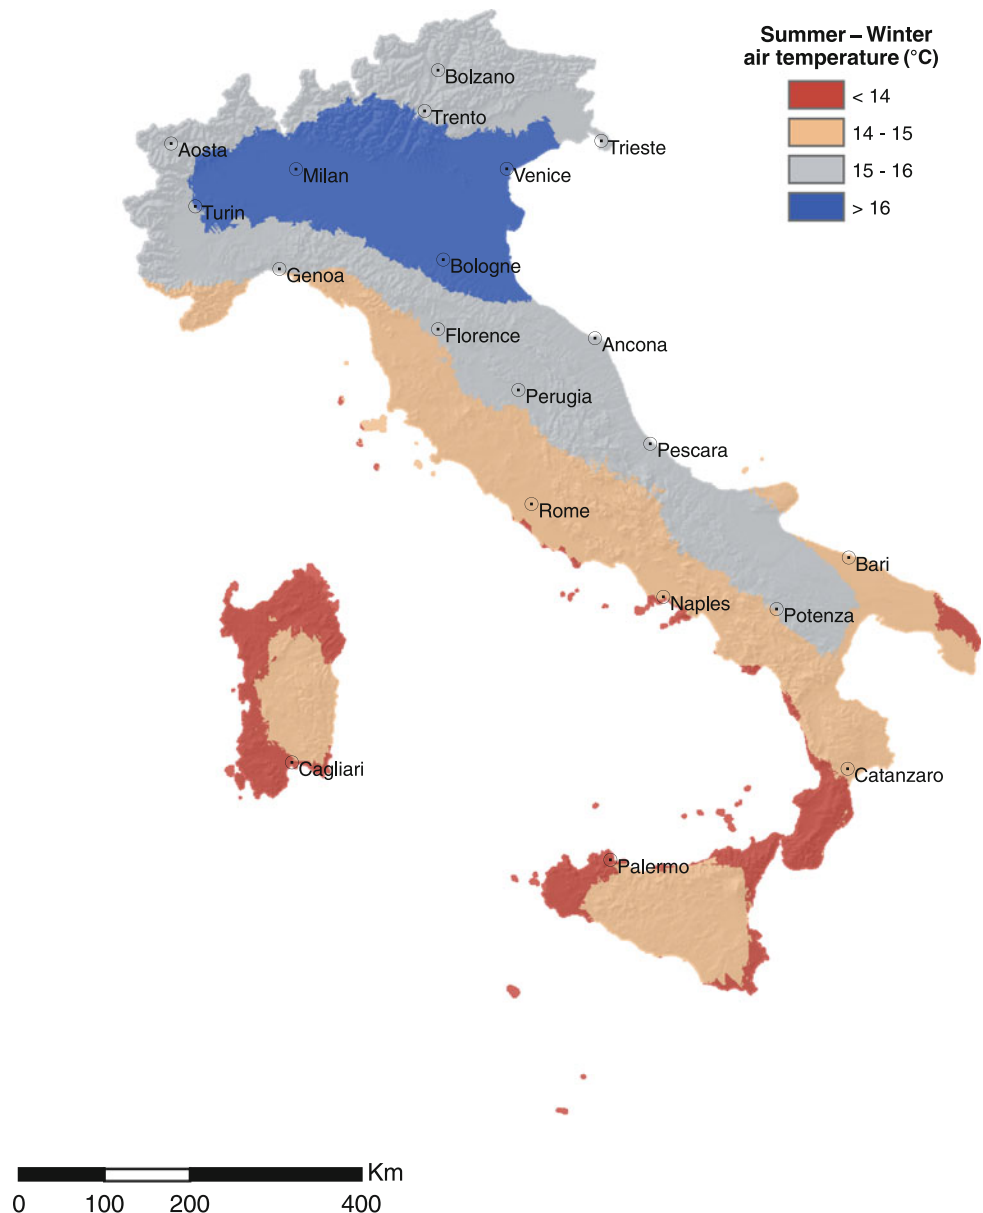 Summer – Winter
air temperature (°C)
< 14
14 - 15
15 - 16
> 16
Bolzano
Trento
Aosta
Trieste
Milan
Venice
Turin
Bologne
Genoa
Florence
Ancona
Perugia
Pescara
Rome
Bari
Naples
Potenza
Cagliari
Catanzaro
Palermo
Km
0 100 200 400